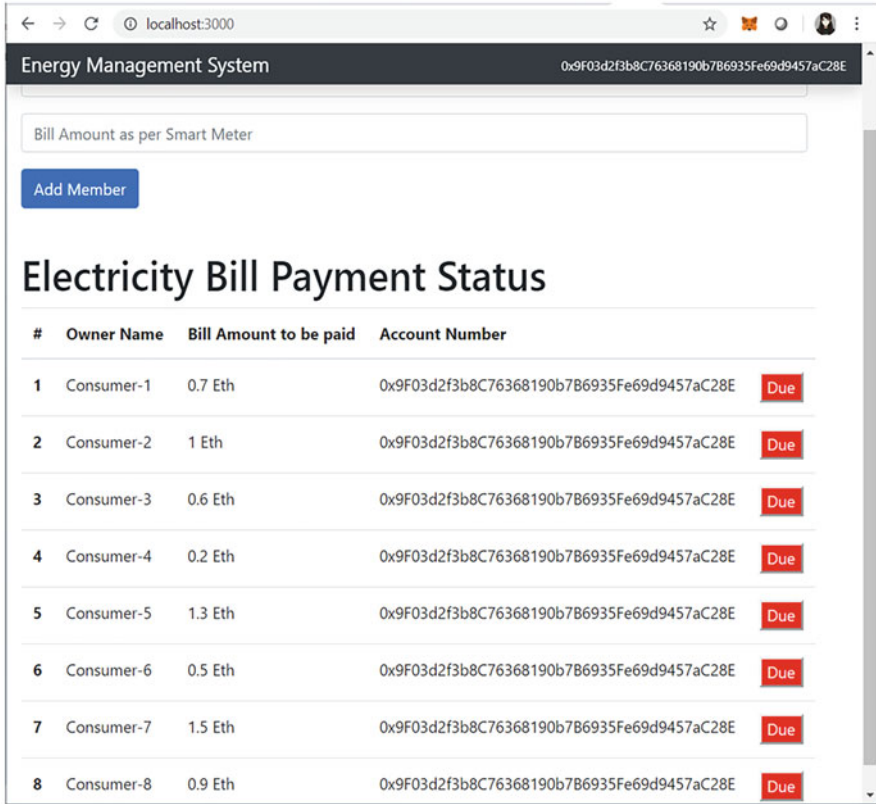 localhost:3000
Energy Management System 0x9F03d2f3b8C76368190b7B6935Fe69d9457aC28E
Bill Amount as per Smart Meter
Add Member
Electricity Bill Payment Status
# Owner Name Bill Amount to be paid Account Number
1 Consumer-1 0.7 Eth 0x9F03d2f3b8C76368190b7B6935Fe69d9457aC28E Due
2 Consumer-2 1 Eth 0x9F03d2f3b8C76368190b7B6935Fe69d9457aC28E Due
3 Consumer-3 0.6 Eth 0x9F03d2f3b8C76368190b7B6935Fe69d9457aC28E Due
4 Consumer-4 0.2 Eth 0x9F03d2f3b8C76368190b7B6935Fe69d9457aC28E Due
5 Consumer-5 1.3 Eth 0x9F03d2f3b8C76368190b7B6935Fe69d9457aC28E Due
6 Consumer-6 0.5 Eth 0x9F03d2f3b8C76368190b7B6935Fe69d9457aC28E Due
7 Consumer-7 1.5 Eth 0x9F03d2f3b8C76368190b7B6935Fe69d9457aC28E Due
8 Consumer-8 0.9 Eth 0x9F03d2f3b8C76368190b7B6935Fe69d9457aC28E Due